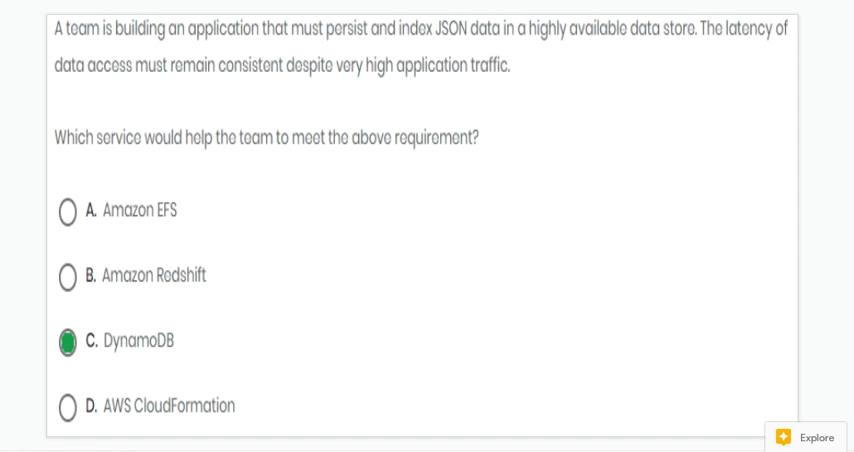 A team is building an application that must persist and index JSON data in a highly available data store. The latency of
data access must remain consistent despite very high application traffic.
Which service would help the team to meet the above requirement?
A. Amazon EFS
B. Amazon Redshift
C. DynamoDB
D. AWS CloudFormation
Explore